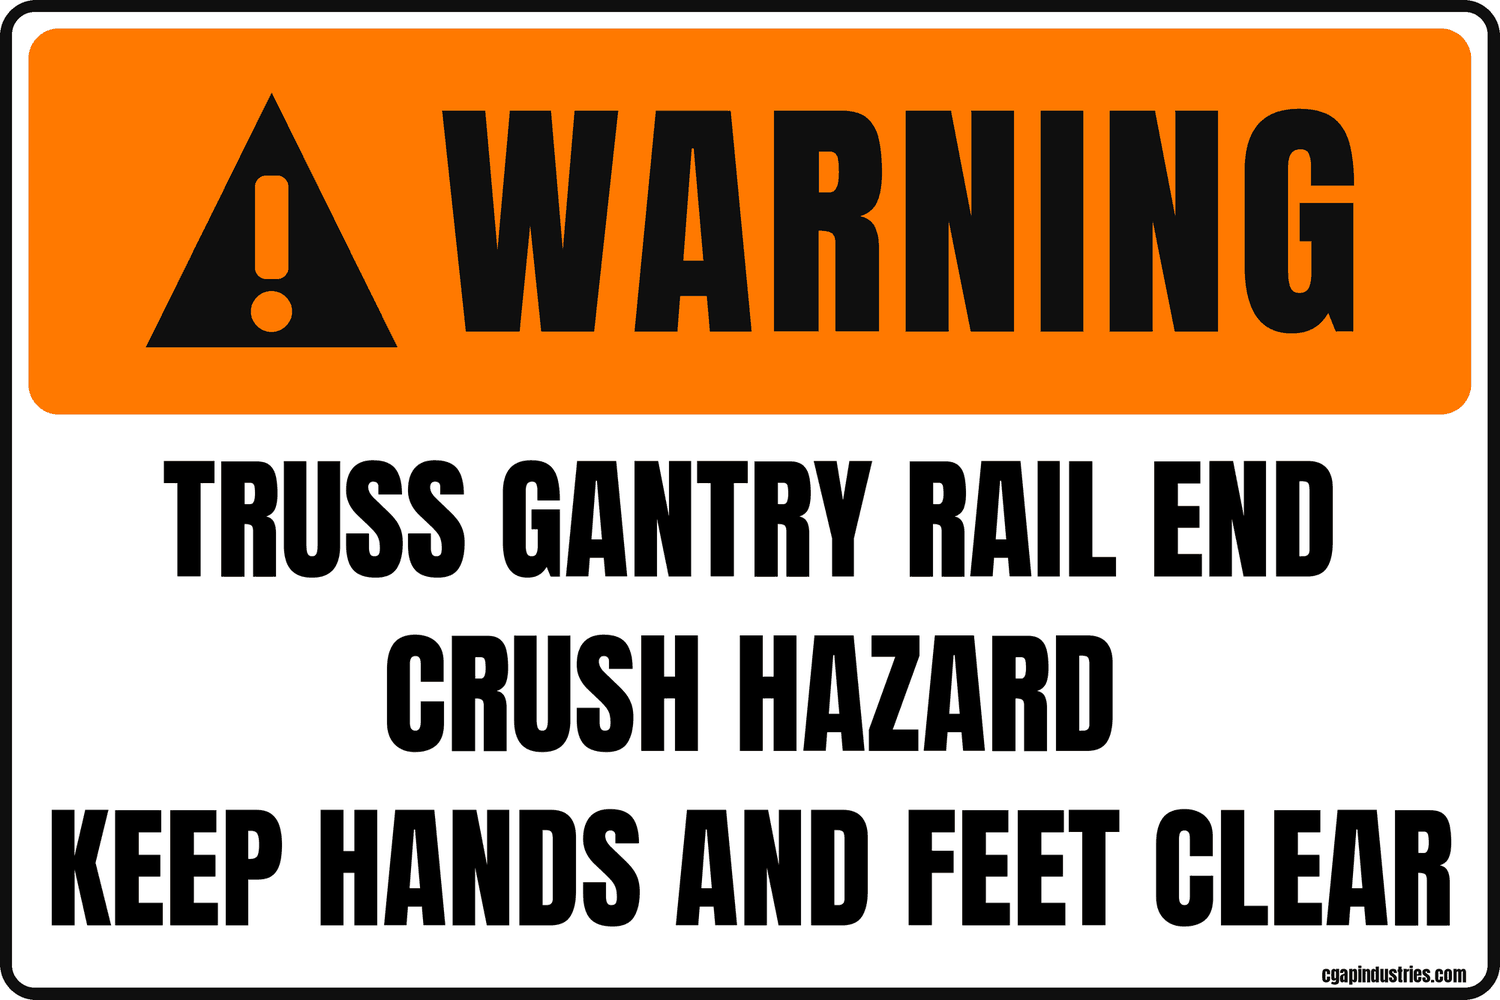 WARNING
TRUSS GANTRY RAIL END
CRUSH HAZARD
KEEP HANDS AND FEET CLEAR
cgapindustries.com